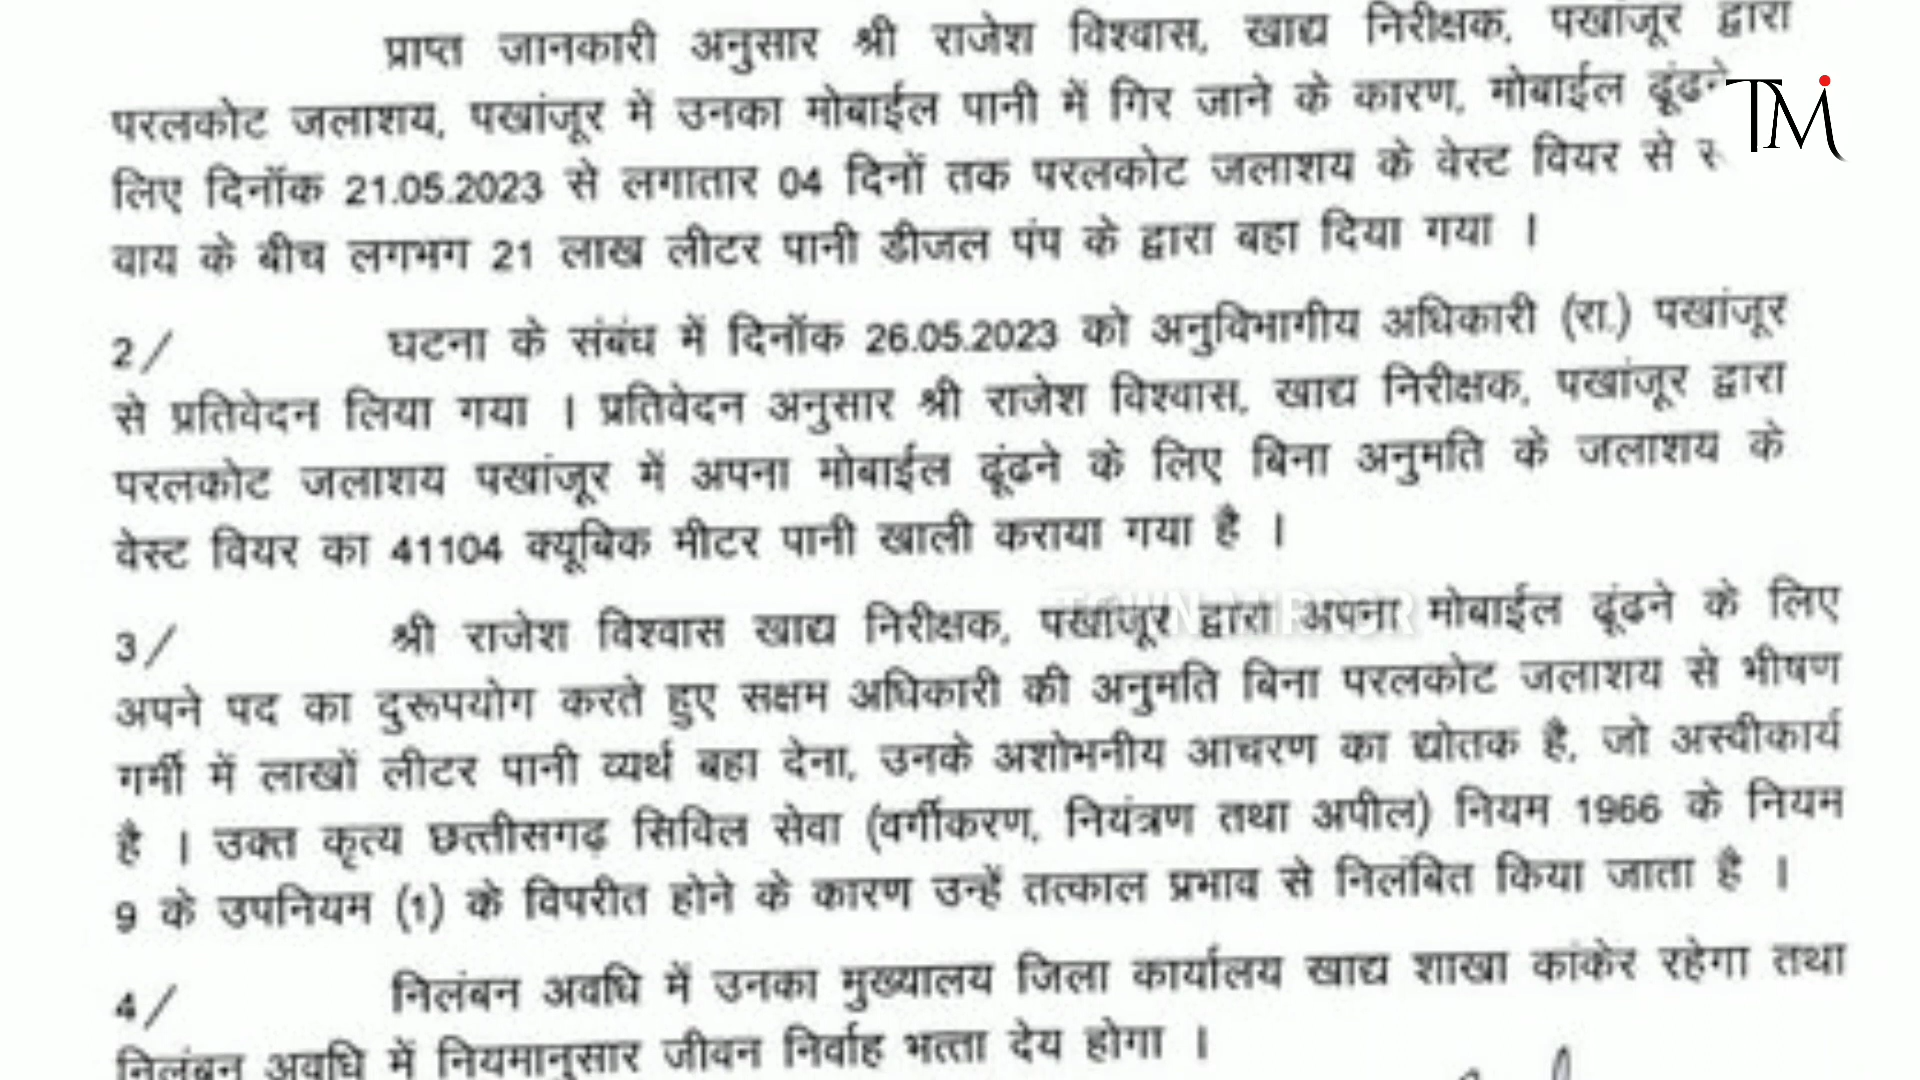 प्राप्त जानकारी अनुसार श्री राजेश विश्वास, खाद्य निरीक्षक, पखांजूर द्वारा
परलकोट जलाशय, पखांजूर में उनका मोबाईल पानी में गिर जाने के कारण, मोबाईल ढूंढने
TMi
लिए दिनॉक 21.05.2023 से लगातार 04 दिनों तक परलकोट जलाशय के वेस्ट वियर से
वाय के बीच लगभग 21 लाख लीटर पानी डीजल पंप के द्वारा बहा दिया गया ।
2/ घटना के संबंध में दिनॉक 26.05.2023 को अनुविभागीय अधिकारी (रा.) पखांजूर
से प्रतिवेदन लिया गया । प्रतिवेदन अनुसार श्री राजेश विश्वास, खाद्य निरीक्षक, पखांजूर द्वारा
परलकोट जलाशय पखांजूर में अपना मोबाईल ढूंढने के लिए बिना अनुमति के जलाशय के
वेस्ट वियर का 41104 क्यूबिक मीटर पानी खाली कराया गया है ।
TOWN MIRROR
3/ श्री राजेश विश्वास खाद्य निरीक्षक, पखांजूर द्वारा अपना मोबाईल ढूंढने के लिए
अपने पद का दुरूपयोग करते हुए सक्षम अधिकारी की अनुमति बिना परलकोट जलाशय से भीषण
गर्मी में लाखों लीटर पानी व्यर्थ बहा देना, उनके अशोभनीय आचरण का द्योतक है, जो अस्वीकार्य
है । उक्त कृत्य छत्तीसगढ़ सिविल सेवा (वर्गीकरण, नियंत्रण तथा अपील) नियम 1966 के नियम
9 के उपनियम (1) के विपरीत होने के कारण उन्हें तत्काल प्रभाव से निलंबित किया जाता है ।
4/ निलंबन अवधि में उनका मुख्यालय जिला कार्यालय खाद्य शाखा कांकेर रहेगा तथा
निलंबन अवधि में नियमानुसार जीवन निर्वाह भत्ता देय होगा ।